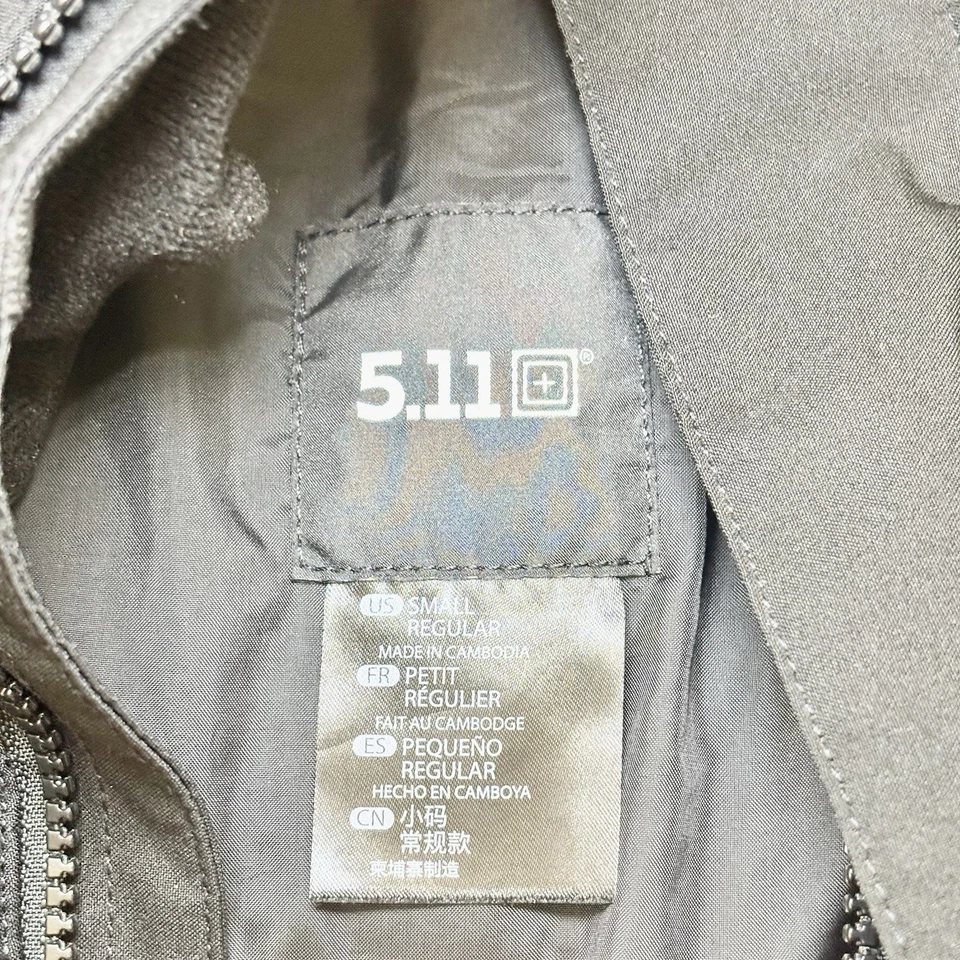 5.11 ®
US SMALL
REGULAR
MADE IN CAMBODIA
FR PETIT
RÉGULIER
FAIT AU CAMBODGE
ES PEQUEÑO
REGULAR
HECHO EN CAMBOYA
CN 小码
常规款
柬埔寨制造